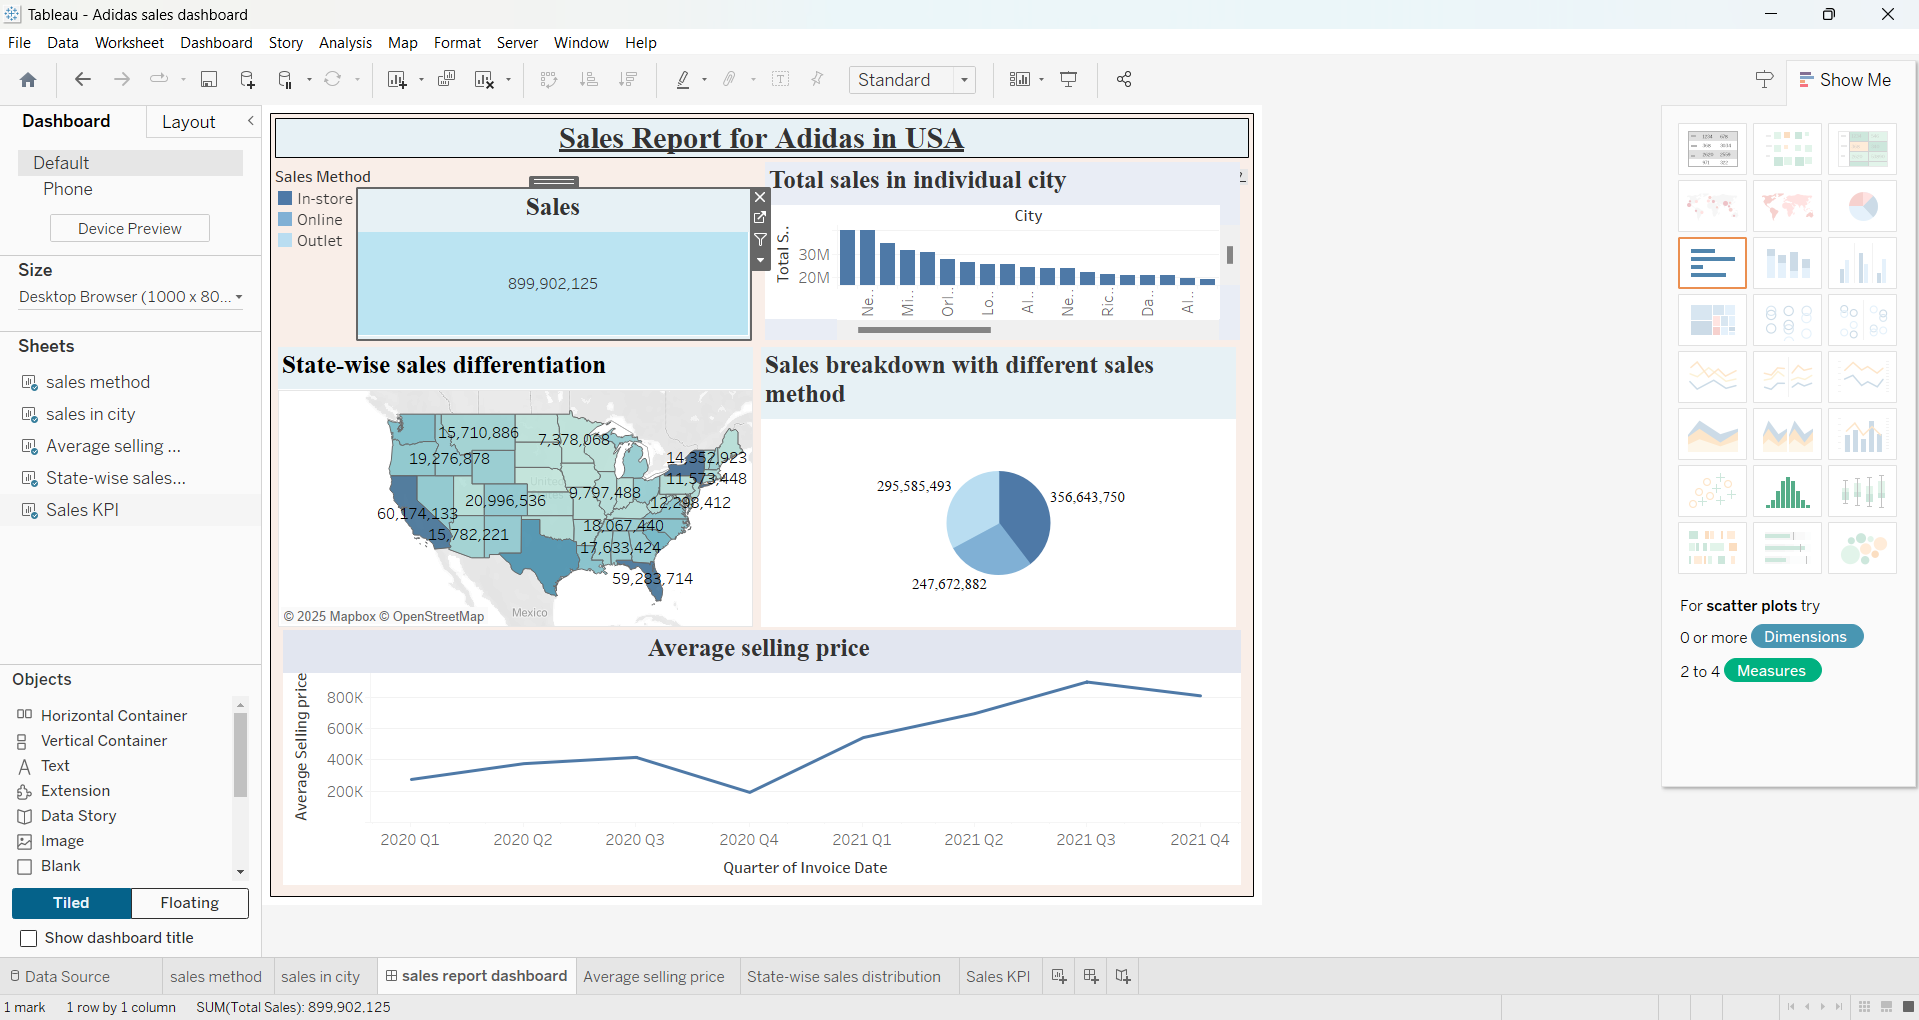 Tableau - Adidas sales dashboard
File Data Worksheet Dashboard Story Analysis Map Format Server Window Help
Standard
Show Me
Dashboard
Layout
Default
Phone
Device Preview
Size
Desktop Browser (1000 x 80...
Sheets
sales method
sales in city
Average selling ...
State-wise sales...
Sales KPI
Objects
Horizontal Container
Vertical Container
Text
Extension
Data Story
Image
Blank
Tiled
Floating
Show dashboard title
Sales Report for Adidas in USA
Sales Method
In-store
Online
Outlet
Sales
899,902,125
Total sales in individual city
City
Total S..
30M
20M
Ne..
Mi..
Orl..
Lo..
Al..
Ne..
Ric..
Da..
Al..
State-wise sales differentiation
15,710,886
7,378,068
19,276,878
14,352,923
11,573,448
20,996,536
9,797,488
12,298,412
60,174,133
18,067,440
15,782,221
17,633,424
59,283,714
Mexico
© 2025 Mapbox © OpenStreetMap
Sales breakdown with different sales
method
295,585,493
356,643,750
247,672,882
Average selling price
Average Selling price
800K
600K
400K
200K
2020 Q1
2020 Q2
2020 Q3
2020 Q4
2021 Q1
2021 Q2
2021 Q3
2021 Q4
Quarter of Invoice Date
For scatter plots try
0 or more Dimensions
2 to 4 Measures
Data Source
sales method
sales in city
sales report dashboard
Average selling price
State-wise sales distribution
Sales KPI
1 mark
1 row by 1 column
SUM(Total Sales): 899,902,125